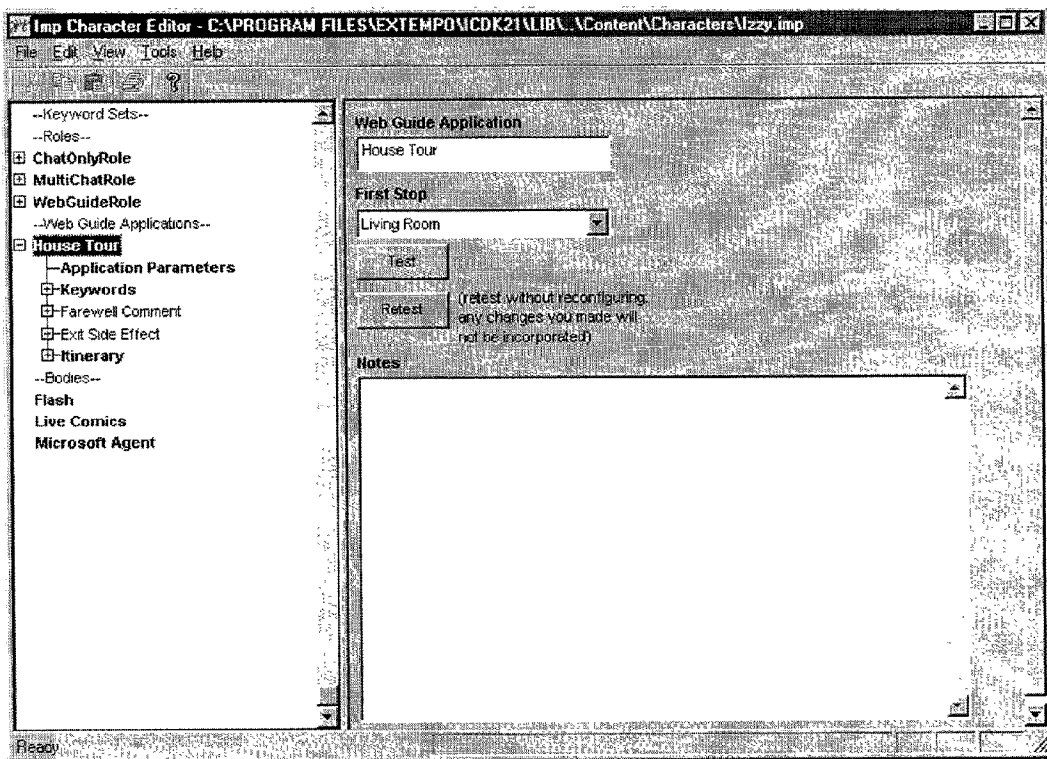 Imp Character Editor - C:\PROGRAM FILES\EXTEMPO\ICDK21\LIB\..\Content\Characters\Izzy.imp
File Edit View Tools Help
--Keyword Sets--
--Roles--
ChatOnlyRole
MultiChatRole
WebGuideRole
--Web Guide Applications--
House Tour
Application Parameters
Keywords
Farewell Comment
Exit Side Effect
Itinerary
--Bodies--
Flash
Live Comics
Microsoft Agent
Web Guide Application
House Tour
First Stop
Living Room
Test
Retest
(retest without reconfiguring;
any changes you made will
not be incorporated)
Notes
Ready